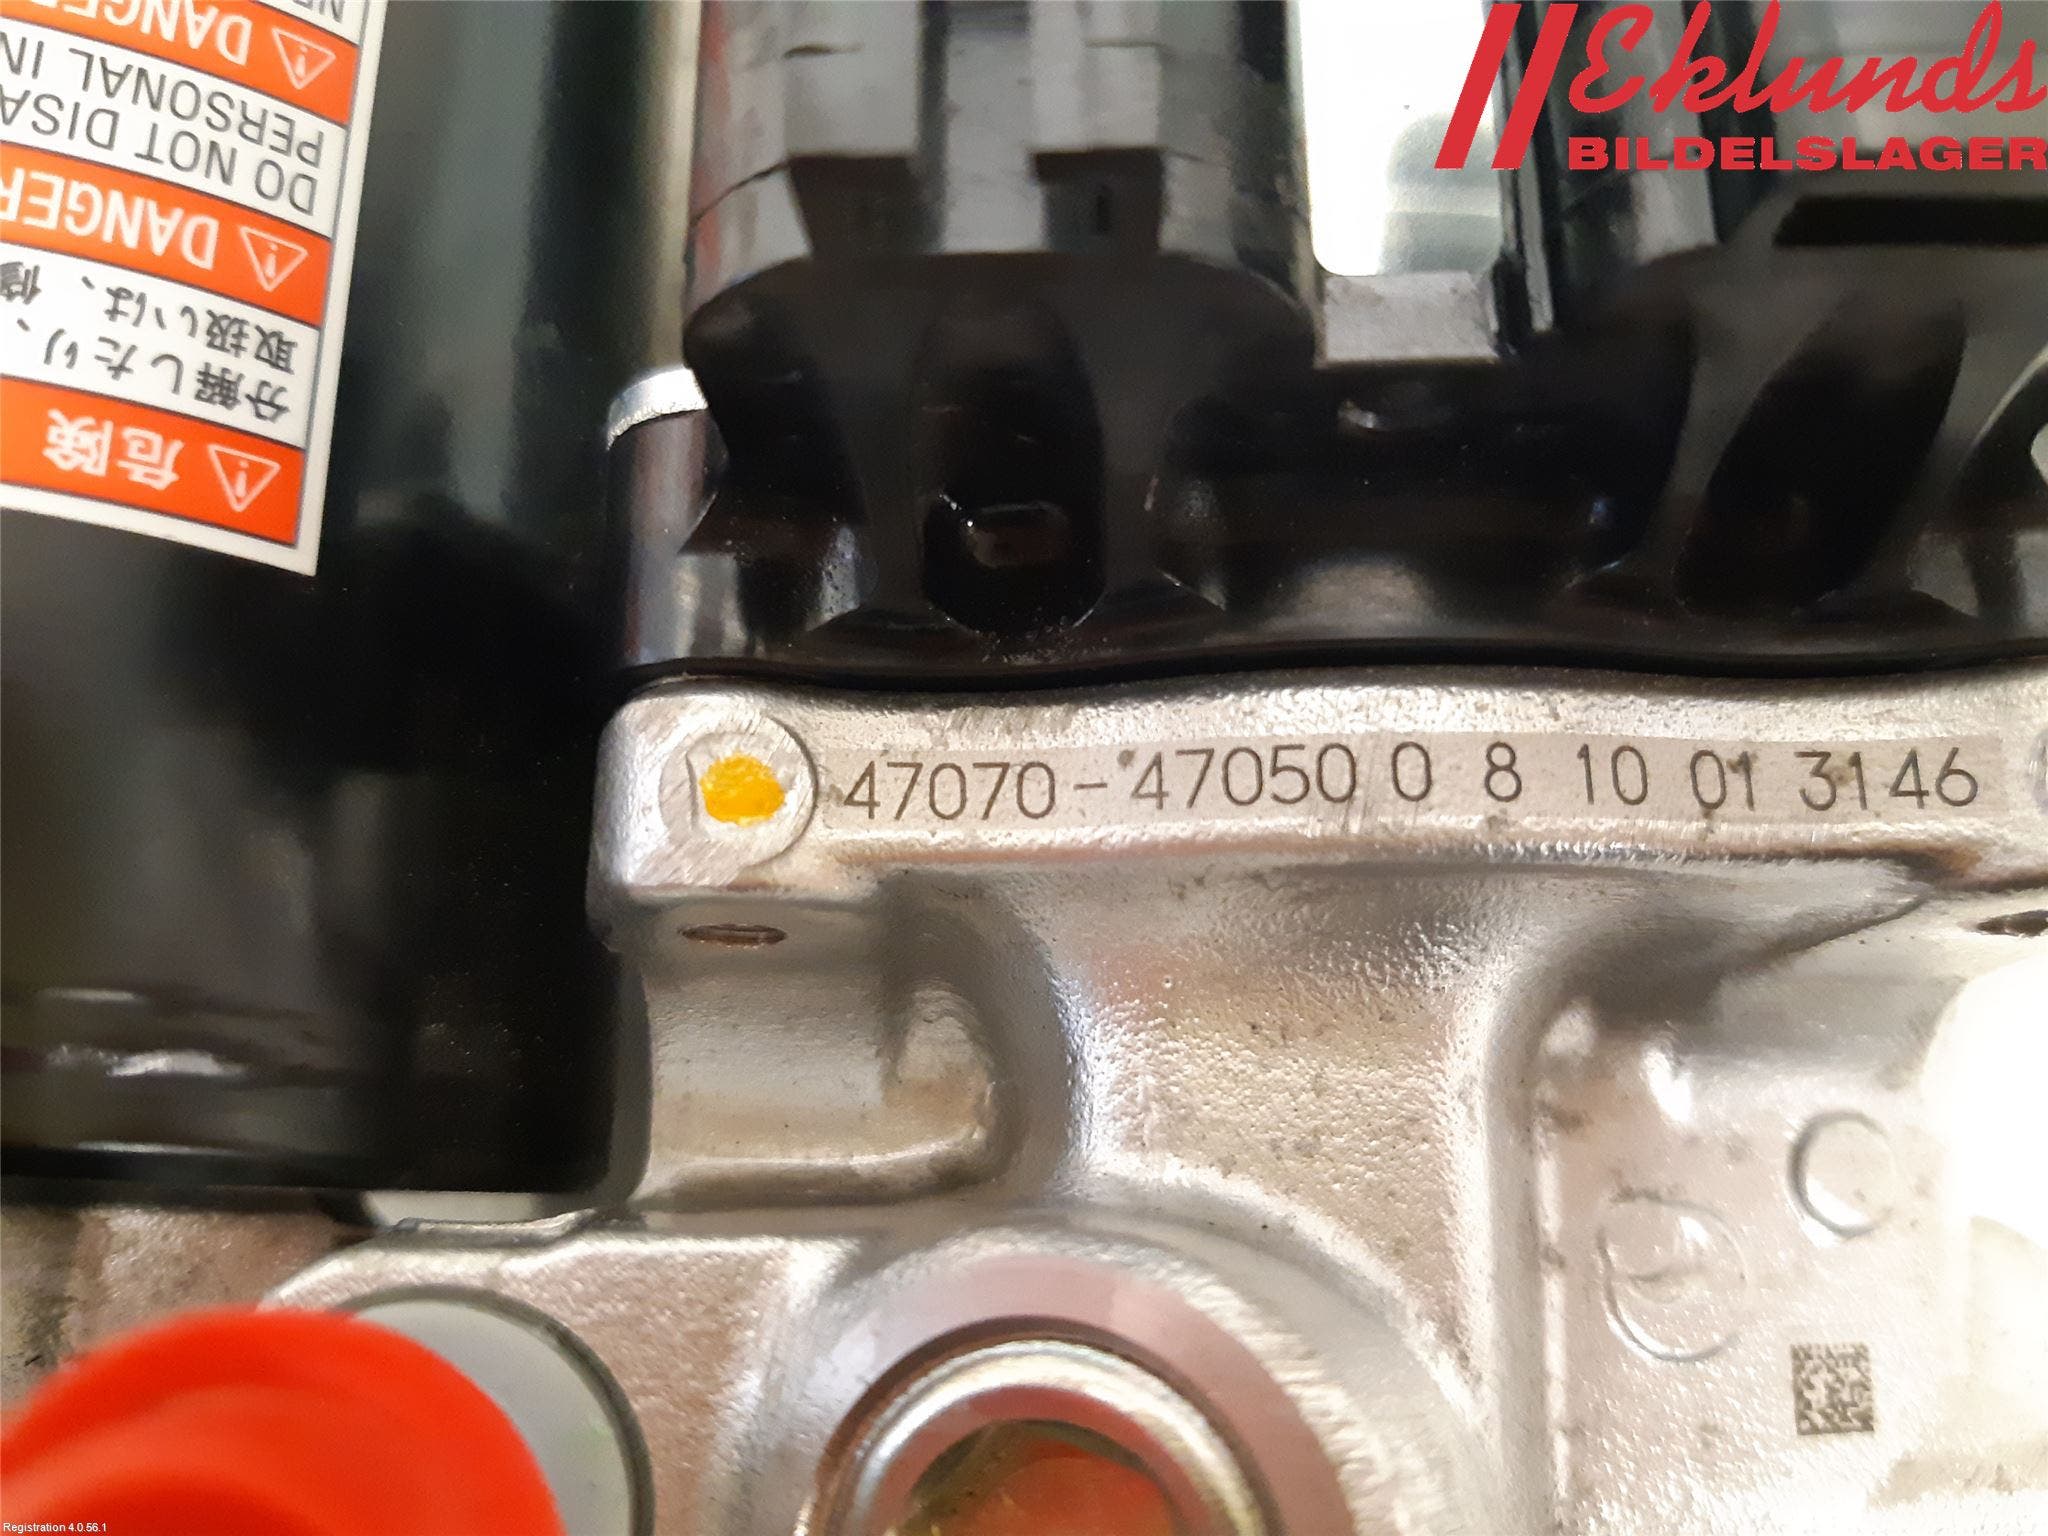 Eklunds
BILDELSLAGER
危険
分解したり、
取扱いは、修
DANGER
DO NOT DISA
PERSONAL IN
DANGER
47070-47050 0 8 10 01 3146
C
Registration 4.0.56.1